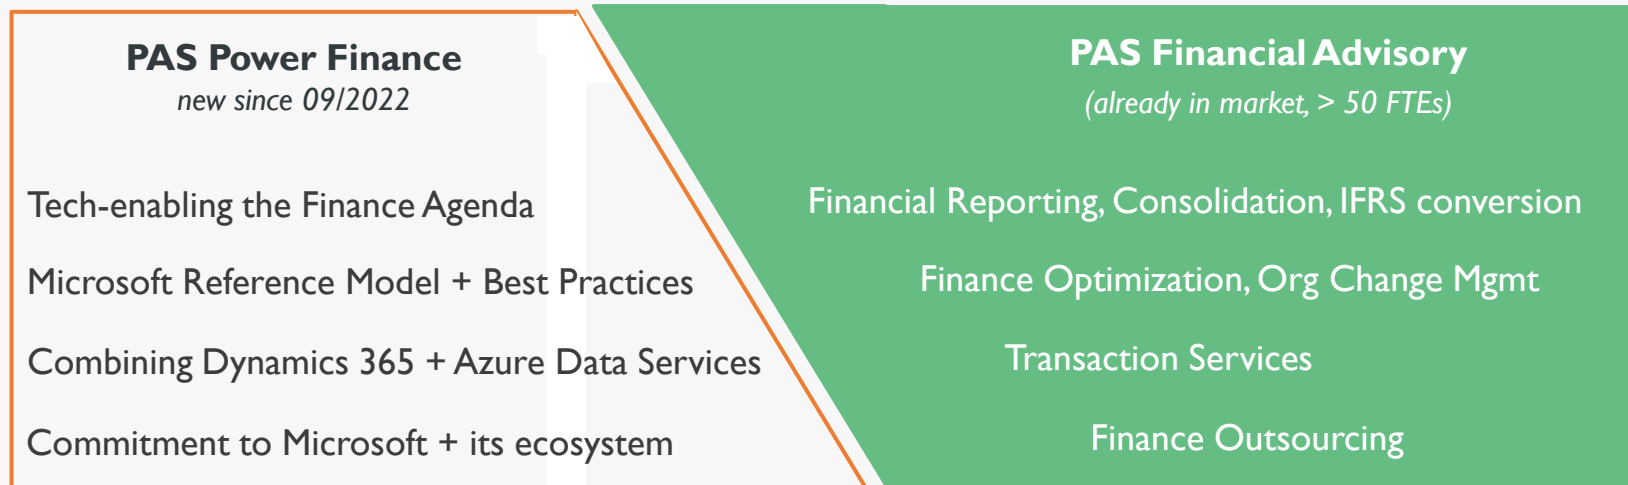 PAS Power Finance
new since 09/2022
Tech-enabling the Finance Agenda
Microsoft Reference Model + Best Practices
Combining Dynamics 365 + Azure Data Services
Commitment to Microsoft + its ecosystem
PAS Financial Advisory
(already in market, > 50 FTEs)
Financial Reporting, Consolidation, IFRS conversion
Finance Optimization, Org Change Mgmt
Transaction Services
Finance Outsourcing